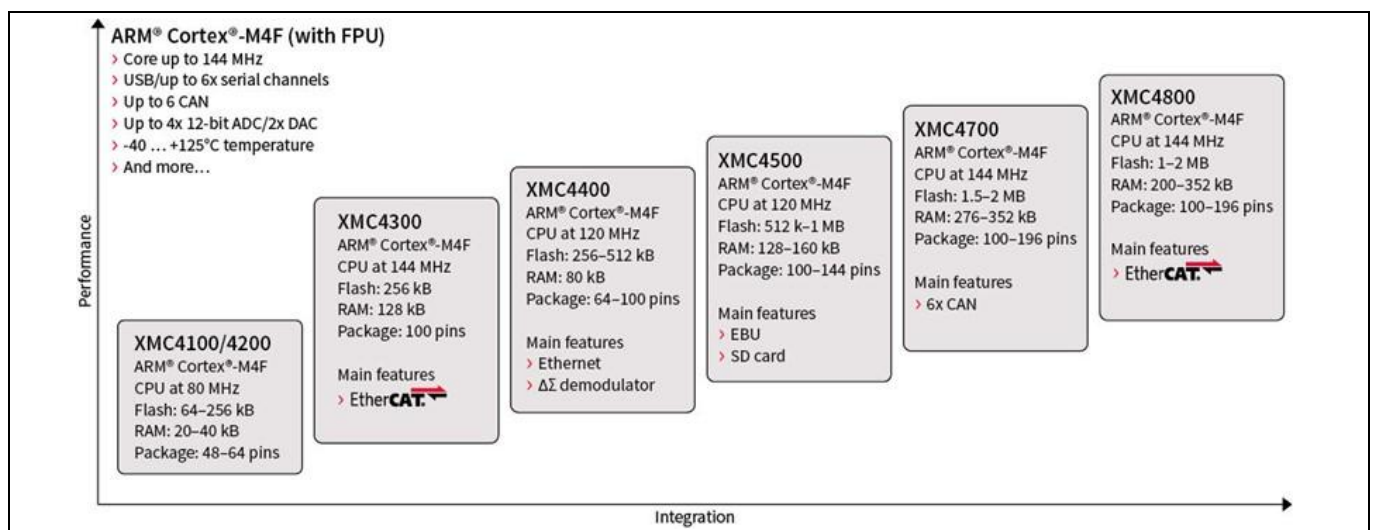 ARM® Cortex®-M4F (with FPU)
› Core up to 144 MHz
› USB/up to 6x serial channels
› Up to 6 CAN
› Up to 4x 12-bit ADC/2x DAC
› -40 … +125°C temperature
› And more…
Performance
XMC4100/4200
ARM® Cortex®-M4F
CPU at 80 MHz
Flash: 64–256 kB
RAM: 20–40 kB
Package: 48–64 pins
XMC4300
ARM® Cortex®-M4F
CPU at 144 MHz
Flash: 256 kB
RAM: 128 kB
Package: 100 pins
Main features
› EtherCAT.
XMC4400
ARM® Cortex®-M4F
CPU at 120 MHz
Flash: 256–512 kB
RAM: 80 kB
Package: 64–100 pins
Main features
› Ethernet
› ΔΣ demodulator
XMC4500
ARM® Cortex®-M4F
CPU at 120 MHz
Flash: 512 k–1 MB
RAM: 128–160 kB
Package: 100–144 pins
Main features
› EBU
› SD card
XMC4700
ARM® Cortex®-M4F
CPU at 144 MHz
Flash: 1.5–2 MB
RAM: 276–352 kB
Package: 100–196 pins
Main features
› 6x CAN
XMC4800
ARM® Cortex®-M4F
CPU at 144 MHz
Flash: 1–2 MB
RAM: 200–352 kB
Package: 100–196 pins
Main features
› EtherCAT.
Integration